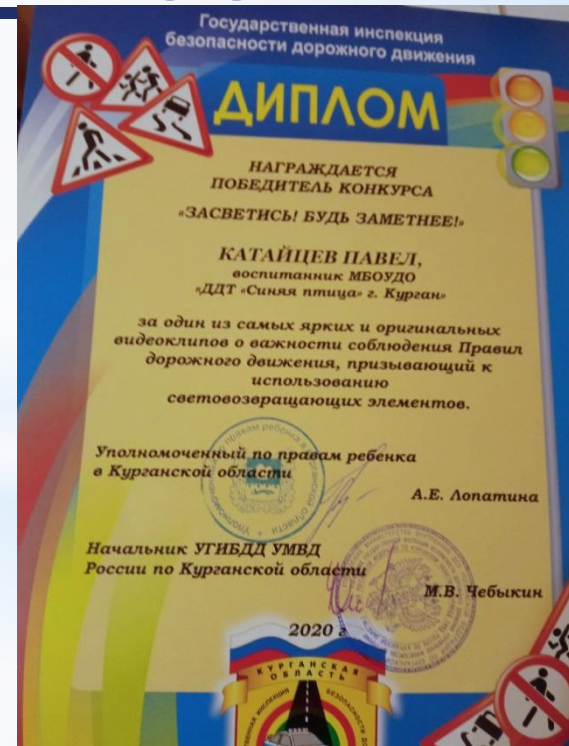 Государственная инспекция
безопасности дорожного движения
ДИПЛОМ
НАГРАЖДАЕТСЯ
ПОБЕДИТЕЛЬ КОНКУРСА
«ЗАСВЕТИСЬ! БУДЬ ЗАМЕТНЕЕ!»
КАТАЙЦЕВ ПАВЕЛ,
воспитанник МБОУДО
«ДДТ «Синяя птица» г. Курган»
за один из самых ярких и оригинальных
видеоклипов о важности соблюдения Правил
дорожного движения, призывающий к
использованию
световозвращающих элементов.
Уполномоченный по правам ребенка
в Курганской области
А.Е. Лопатина
Начальник УГИБДД УМВД
России по Курганской области
М.В. Чебыкин
2020 г
КУРГАНСКАЯ
ОБЛАСТЬ